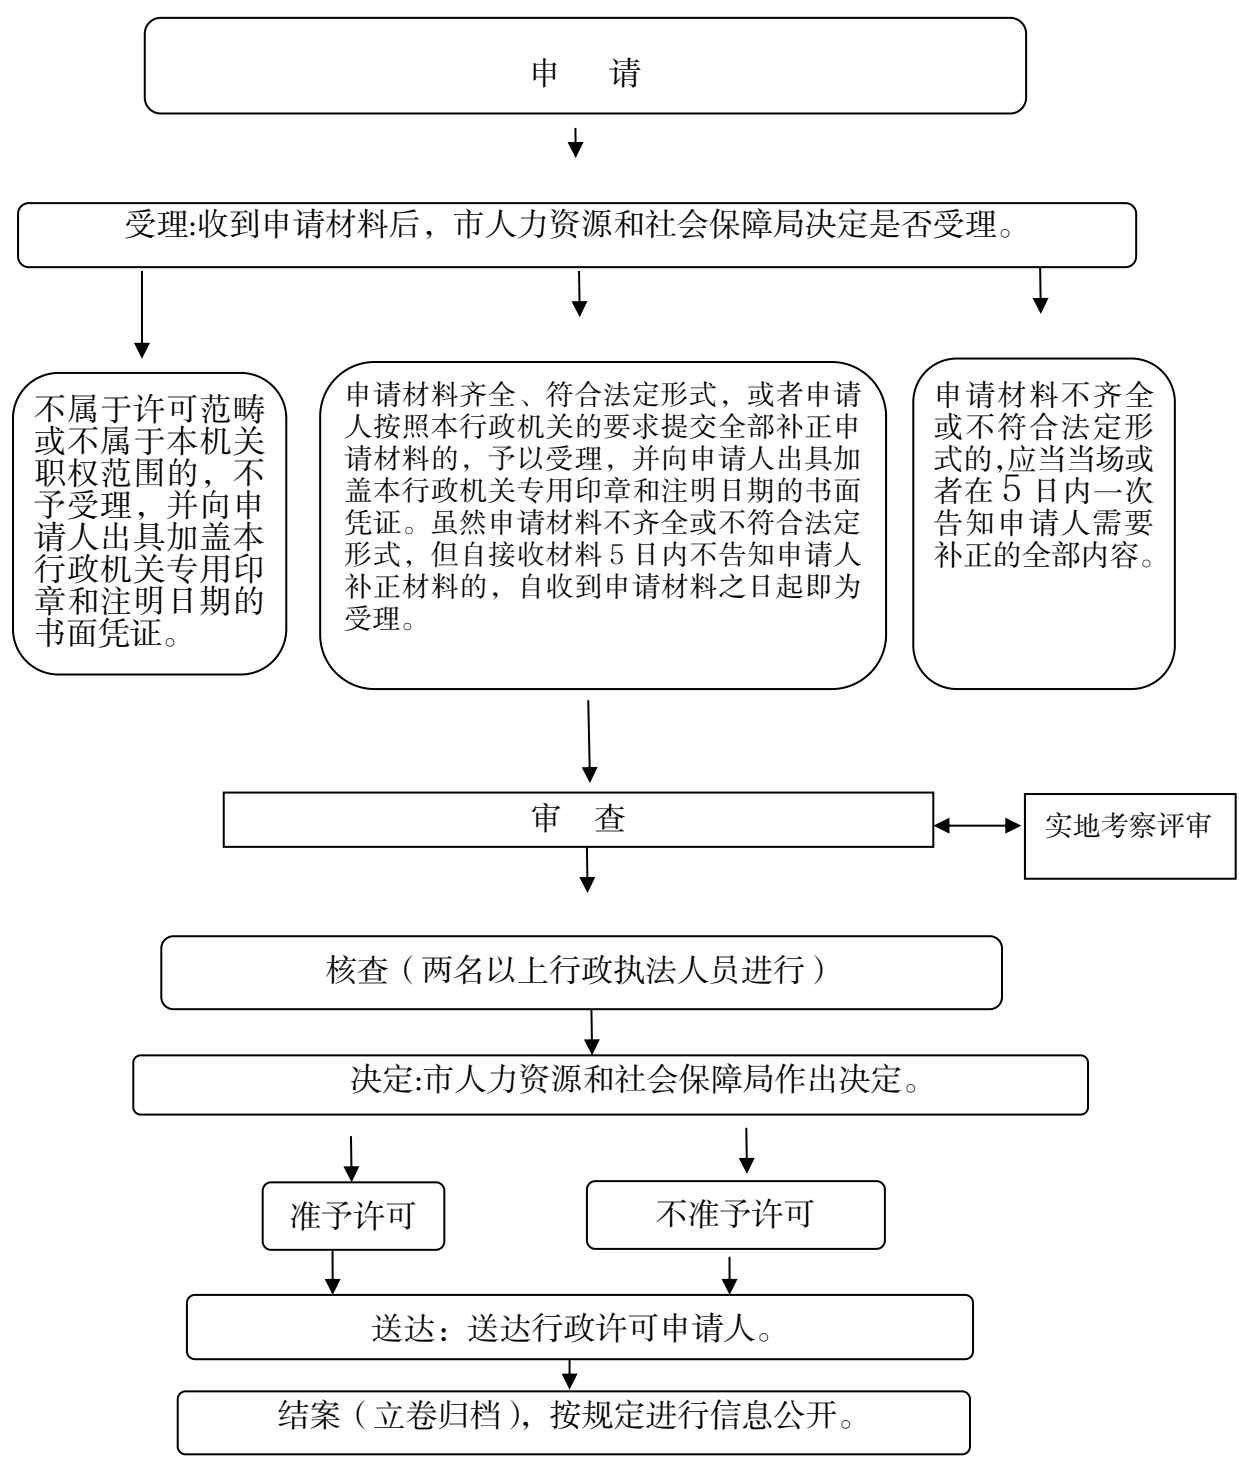 申 请
受理:收到申请材料后，市人力资源和社会保障局决定是否受理。
不属于许可范畴
或不属于本机关
职权范围的，不
予受理，并向申
请人出具加盖本
行政机关专用印
章和注明日期的
书面凭证。
申请材料齐全、符合法定形式，或者申请
人按照本行政机关的要求提交全部补正申
请材料的，予以受理，并向申请人出具加
盖本行政机关专用印章和注明日期的书面
凭证。虽然申请材料不齐全或不符合法定
形式，但自接收材料 5 日内不告知申请人
补正材料的，自收到申请材料之日起即为
受理。
申请材料不齐全
或不符合法定形
式的,应当当场或
者在 5 日内一次
告知申请人需要
补正的全部内容。
审 查
实地考察评审
核查（两名以上行政执法人员进行）
决定:市人力资源和社会保障局作出决定。
准予许可
不准予许可
送达：送达行政许可申请人。
结案（立卷归档），按规定进行信息公开。